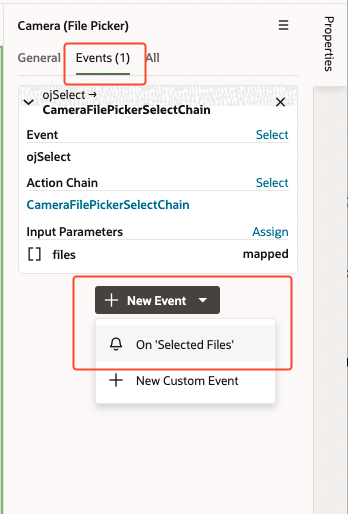 Camera (File Picker)
General Events (1) All
Properties
ojSelect →
CameraFilePickerSelectChain
Event Select
ojSelect
Action Chain Select
CameraFilePickerSelectChain
Input Parameters Assign
[ ] files mapped
+ New Event
On 'Selected Files'
+ New Custom Event